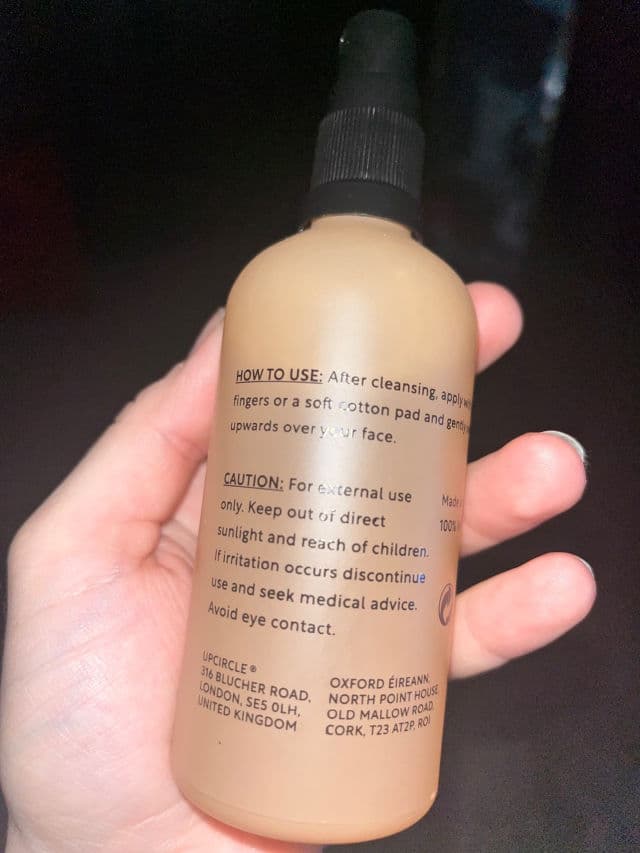 HOW TO USE: After cleansing, apply with
fingers or a soft cotton pad and gently
upwards over your face.
CAUTION: For external use
only. Keep out of direct
sunlight and reach of children.
If irritation occurs discontinue
use and seek medical advice.
Avoid eye contact.
Made
100%
UPCIRCLE®
316 BLUCHER ROAD,
LONDON, SE5 0LH,
UNITED KINGDOM
OXFORD ÉIREANN,
NORTH POINT HOUSE
OLD MALLOW ROAD,
CORK, T23 AT2P, ROI